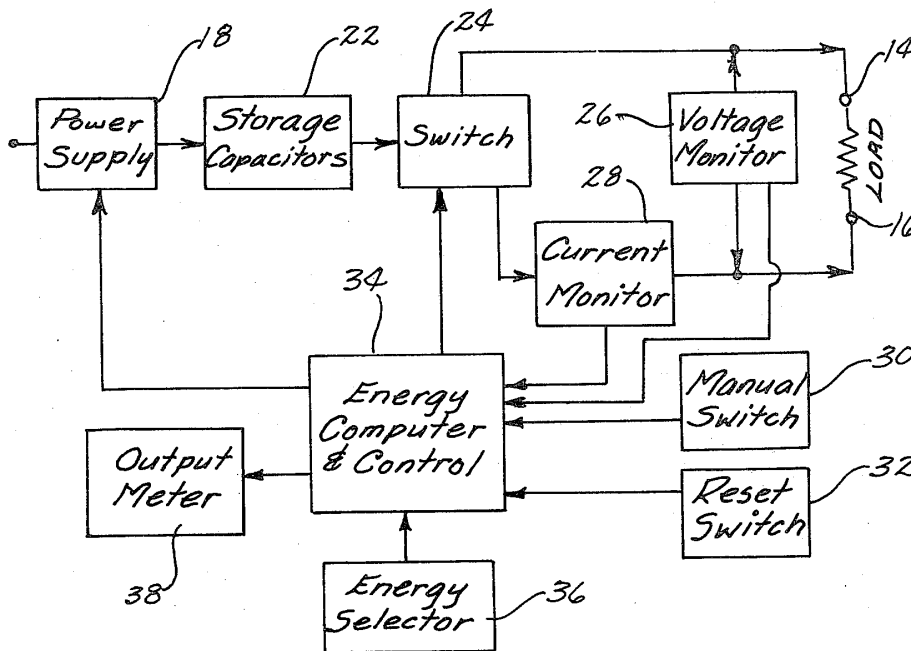 18
22
24
14
Power
Supply
Storage
Capacitors
Switch
26
Voltage
Monitor
LOAD
16
28
Current
Monitor
34
30
Manual
Switch
Energy
Computer
& Control
Output
Meter
38
32
Reset
Switch
Energy
Selector
36